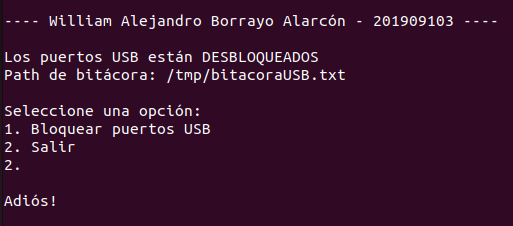 ---- William Alejandro Borrayo Alarcón - 201909103 ----
Los puertos USB están DESBLOQUEADOS
Path de bitácora: /tmp/bitacoraUSB.txt
Seleccione una opción:
1. Bloquear puertos USB
2. Salir
2.
Adiós!